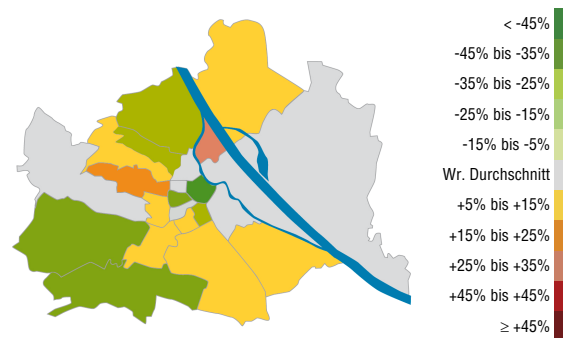 < -45%
-45% bis -35%
-35% bis -25%
-25% bis -15%
-15% bis -5%
Wr. Durchschnitt
+5% bis +15%
+15% bis +25%
+25% bis +35%
+45% bis +45%
≥ +45%